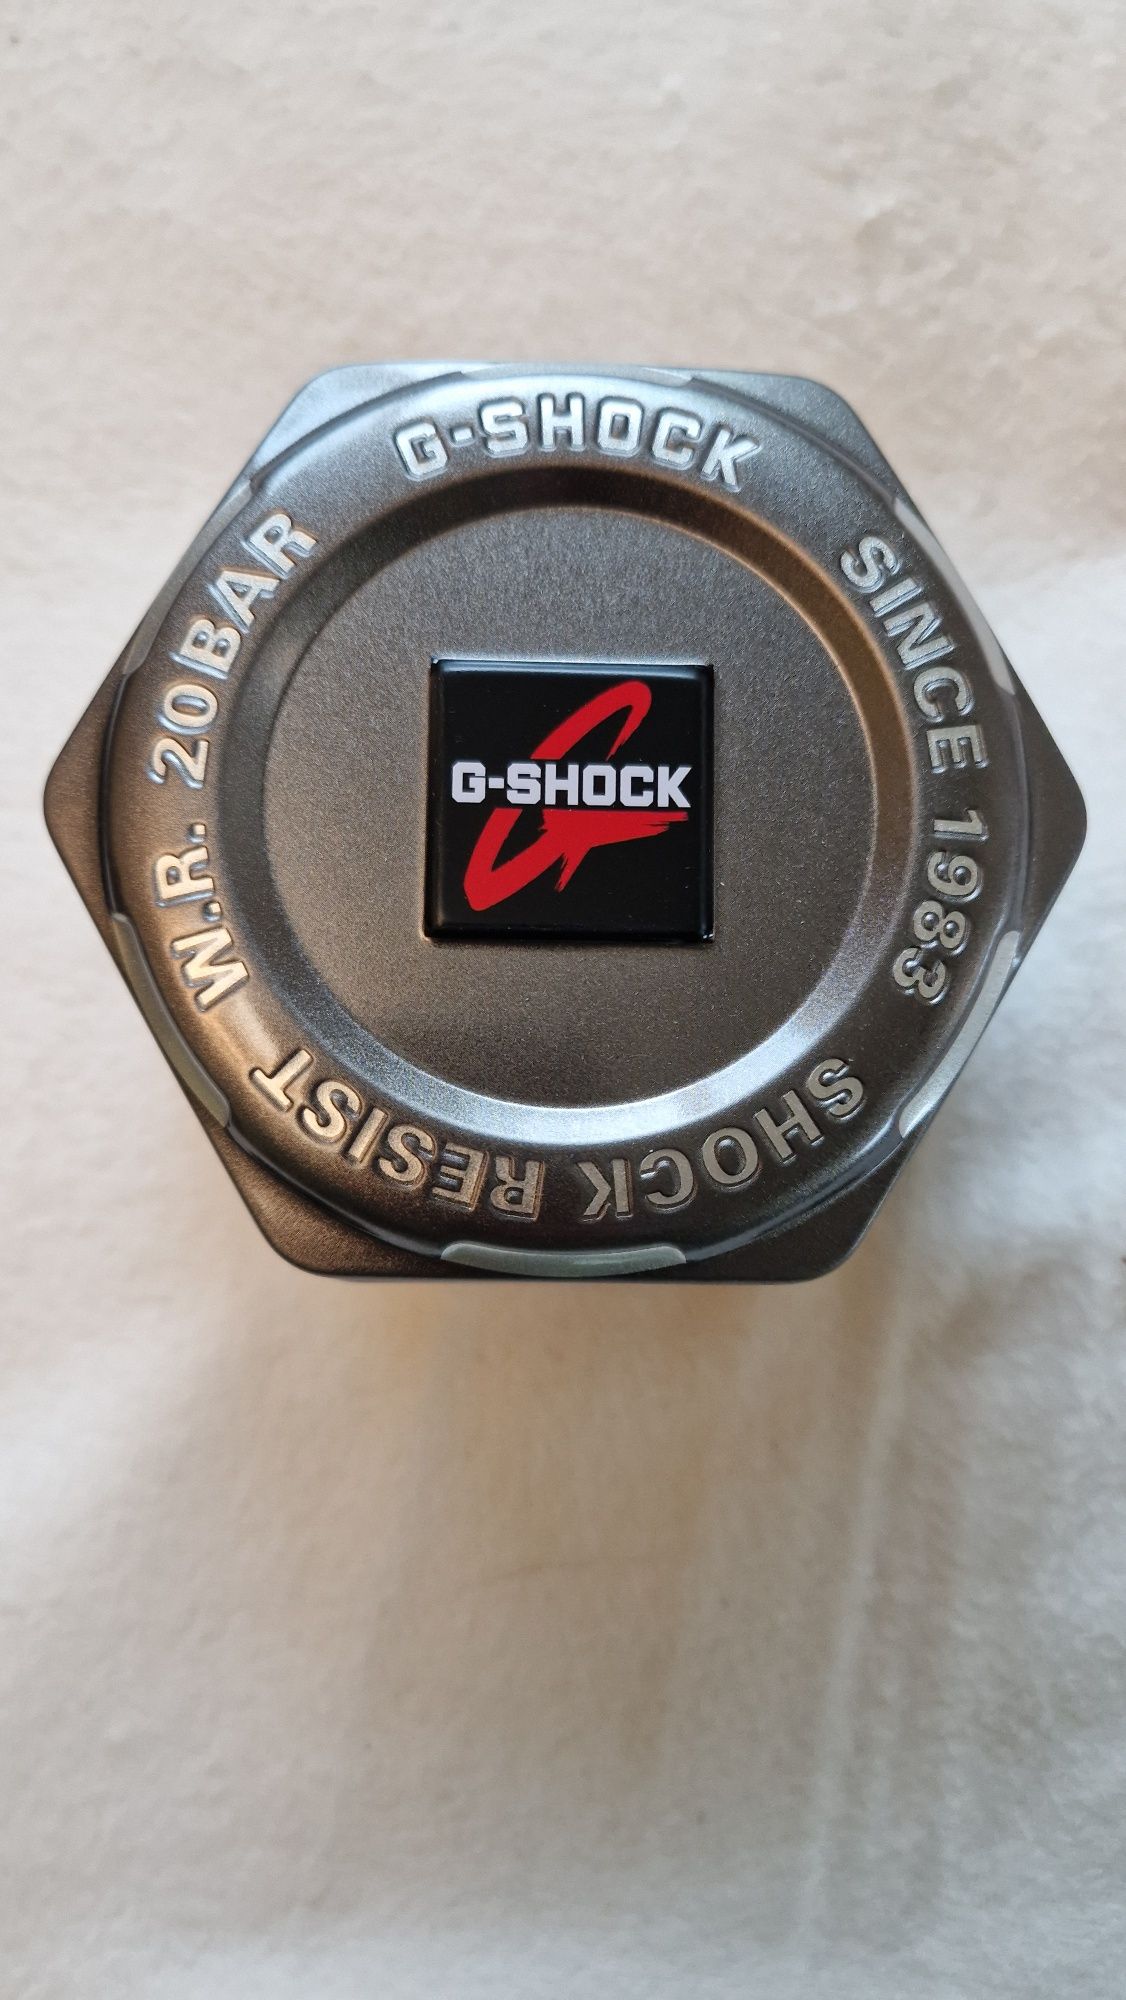 G-SHOCK
SINCE 1983
SHOCK RESIST
W.R. 20BAR
G-SHOCK